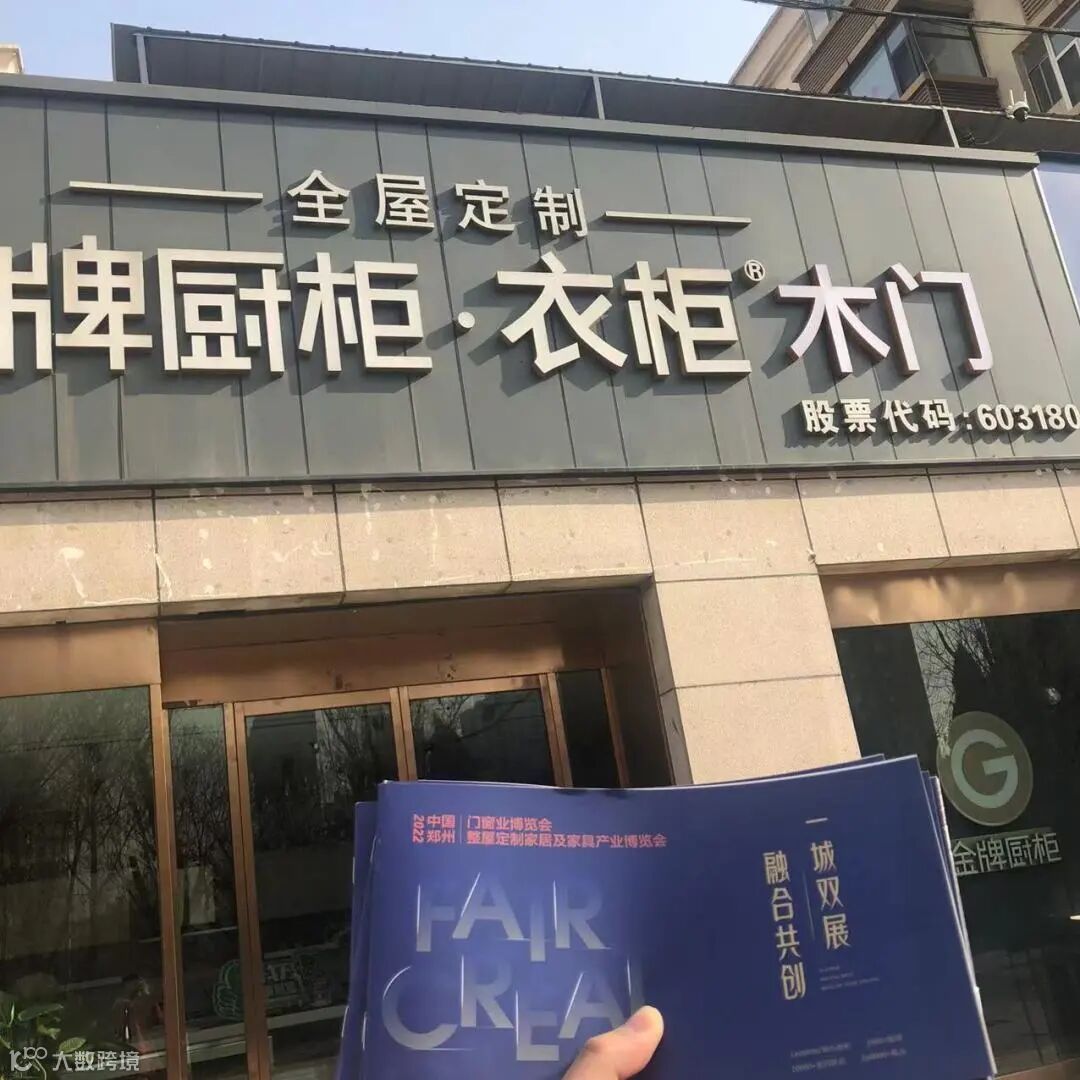 全屋定制
牌厨柜·衣柜® 木门
股票代码:603180
G
金牌厨柜
2022
中国 门窗业博览会
郑州 整屋定制家居及家具产业博览会
一城双展
融合共创
FAIR
CREA
大数跨境